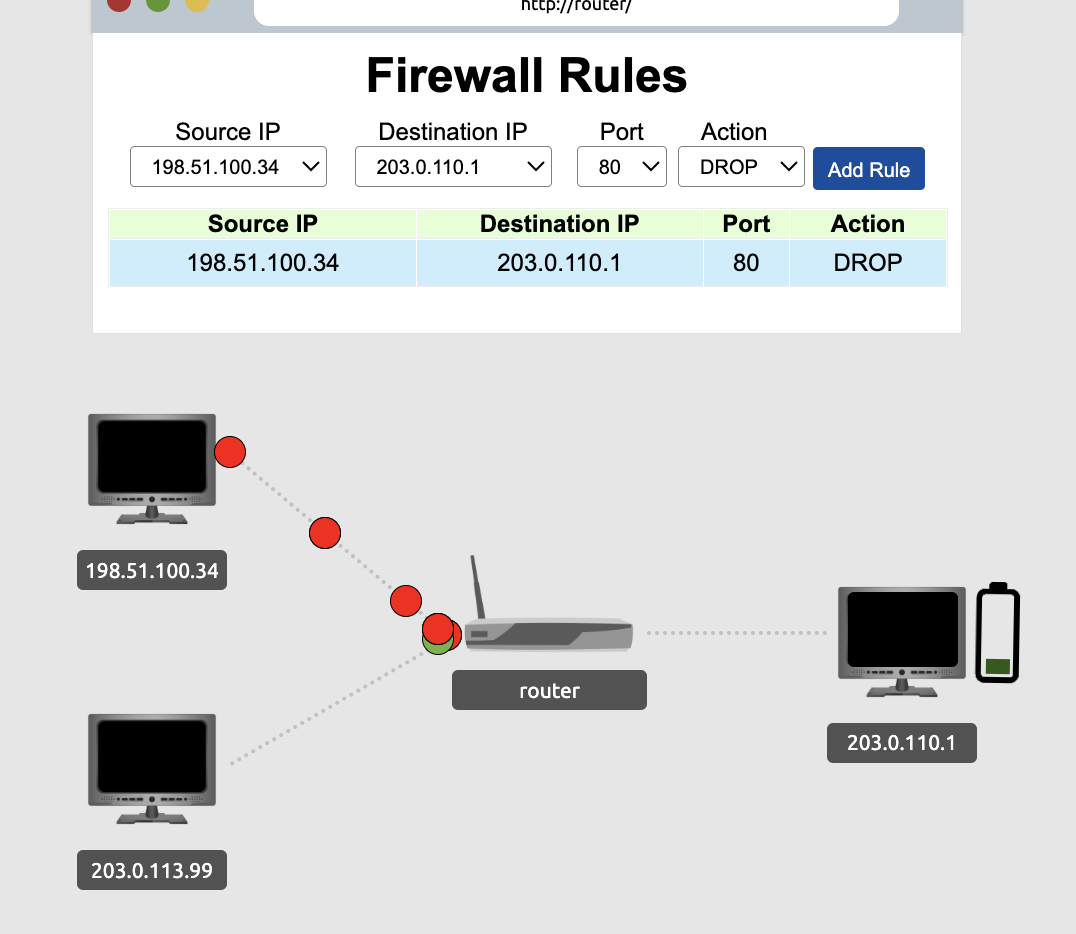 http://router/
Firewall Rules
Source IP Destination IP Port Action
198.51.100.34 203.0.110.1 80 DROP Add Rule
Source IP Destination IP Port Action
198.51.100.34 203.0.110.1 80 DROP
198.51.100.34
router
203.0.110.1
203.0.113.99